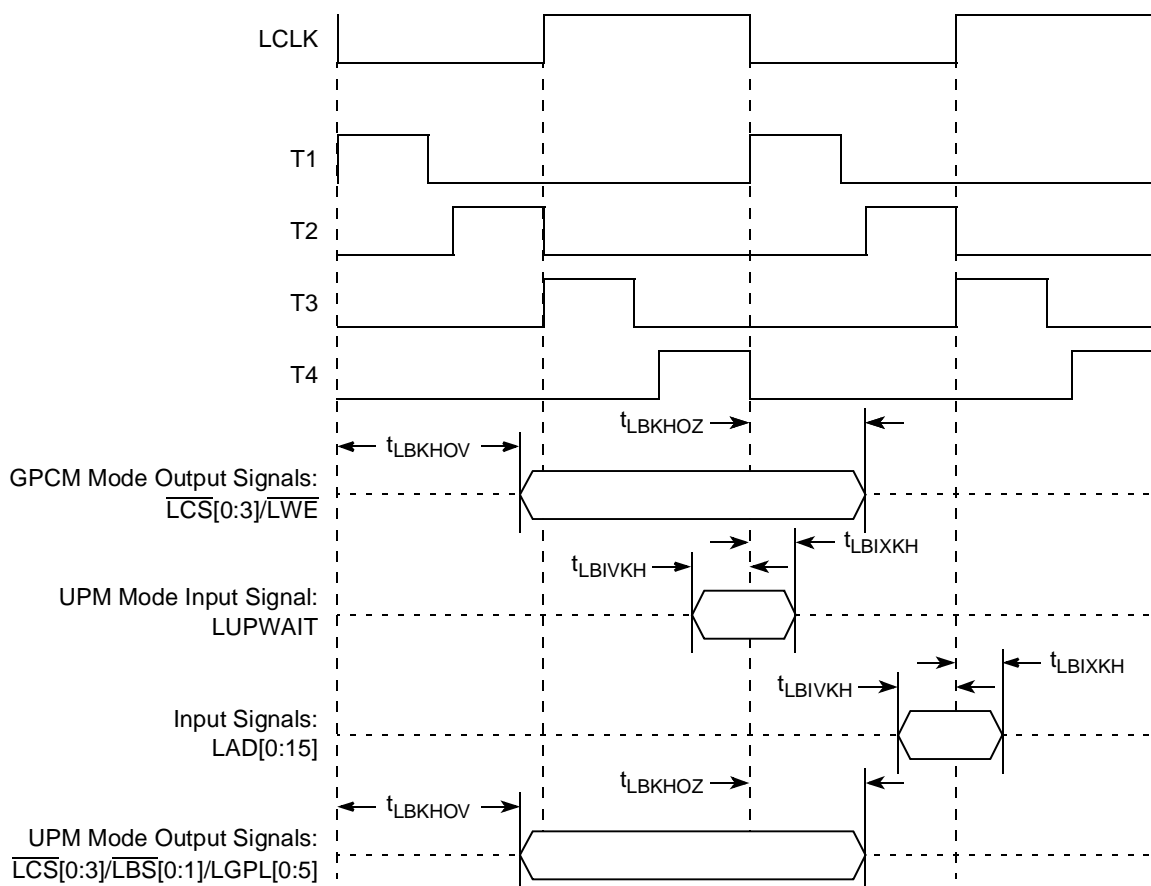 LCLK
T1
T2
T3
T4
tLBKHOZ
tLBKHOV
GPCM Mode Output Signals:
LCS[0:3]/LWE
tLBIXKH
tLBIVKH
UPM Mode Input Signal:
LUPWAIT
tLBIXKH
tLBIVKH
Input Signals:
LAD[0:15]
tLBKHOZ
tLBKHOV
UPM Mode Output Signals:
LCS[0:3]/LBS[0:1]/LGPL[0:5]